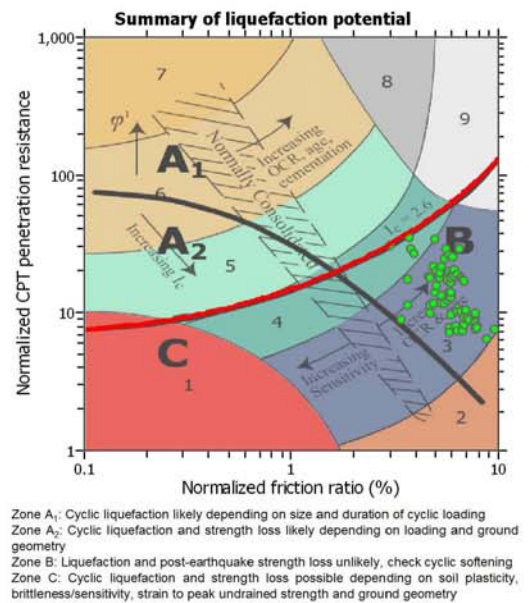 Summary of liquefaction potential
1,000
7
8
9
φ'
A1
Increasing
OCR, age,
cementation
Normally Consolidated
100
6
A2
Increasing Ic
5
Ic = 2.6
B
10
4
3
C
1
Increasing
Sensitivity
2
1
0.1
1
10
Normalized CPT penetration resistance
Normalized friction ratio (%)
Zone A1: Cyclic liquefaction likely depending on size and duration of cyclic loading
Zone A2: Cyclic liquefaction and strength loss likely depending on loading and ground
geometry
Zone B: Liquefaction and post-earthquake strength loss unlikely, check cyclic softening
Zone C: Cyclic liquefaction and strength loss possible depending on soil plasticity,
brittleness/sensitivity, strain to peak undrained strength and ground geometry